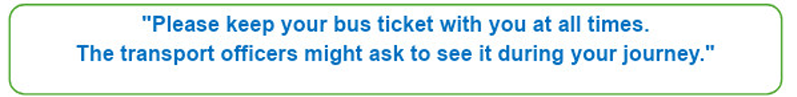 "Please keep your bus ticket with you at all times.
The transport officers might ask to see it during your journey."